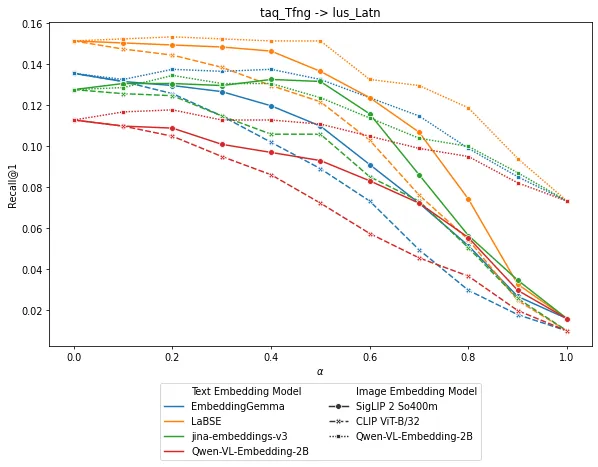 taq_Tfng -> lus_Latn
Recall@1
0.16
0.14
0.12
0.10
0.08
0.06
0.04
0.02
0.0
0.2
0.4
0.6
0.8
1.0
α
Text Embedding Model
EmbeddingGemma
LaBSE
jina-embeddings-v3
Qwen-VL-Embedding-2B
Image Embedding Model
SigLIP 2 So400m
CLIP ViT-B/32
Qwen-VL-Embedding-2B